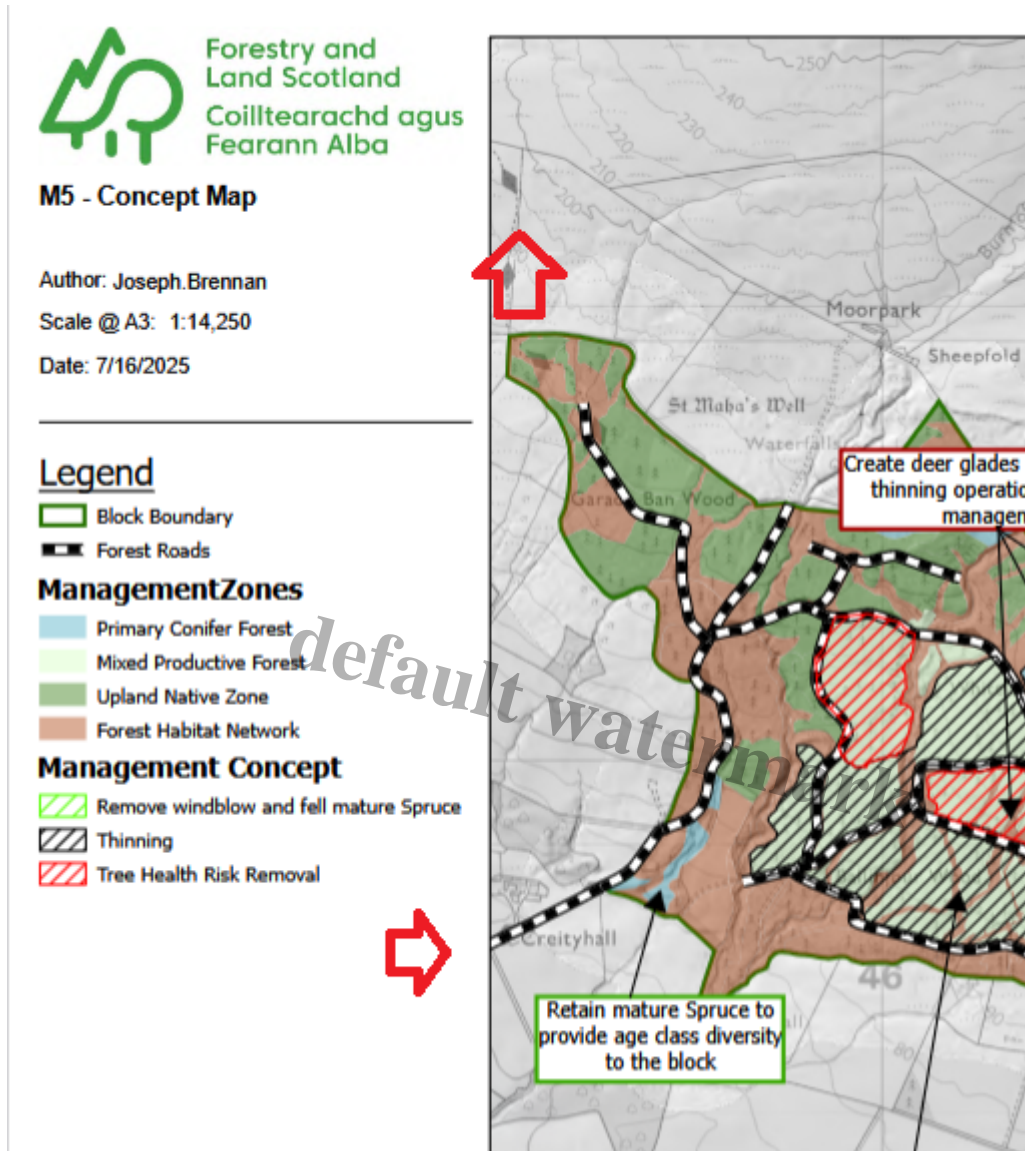 Forestry and
Land Scotland
Coilltearachd agus
Fearann Alba
M5 - Concept Map
Author: Joseph.Brennan
Scale @ A3: 1:14,250
Date: 7/16/2025
Legend
Block Boundary
Forest Roads
ManagementZones
Primary Conifer Forest
Mixed Productive Forest
Upland Native Zone
Forest Habitat Network
Management Concept
Remove windblow and fell mature Spruce
Thinning
Tree Health Risk Removal
default watermark
250
240
230
220
210
200
Moorpark
Sheepfold
St Maha's Well
Waterfalls
Create deer glades
thinning operatio
managem
Ban Wood
Creityhall
46
Retain mature Spruce to
provide age class diversity
to the block
80